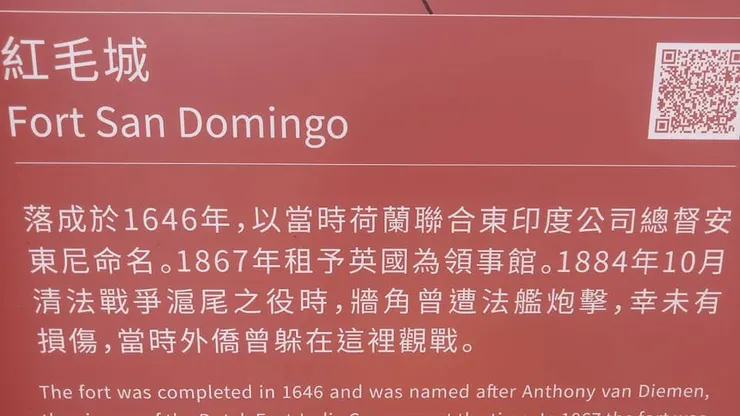 紅毛城
Fort San Domingo
落成於1646年,以當時荷蘭聯合東印度公司總督安
東尼命名。1867年租予英國為領事館。1884年10月
清法戰爭滬尾之役時,牆角曾遭法艦炮擊,幸未有
損傷,當時外僑曾躲在這裡觀戰。
The fort was completed in 1646 and was named after Anthony van Diemen,